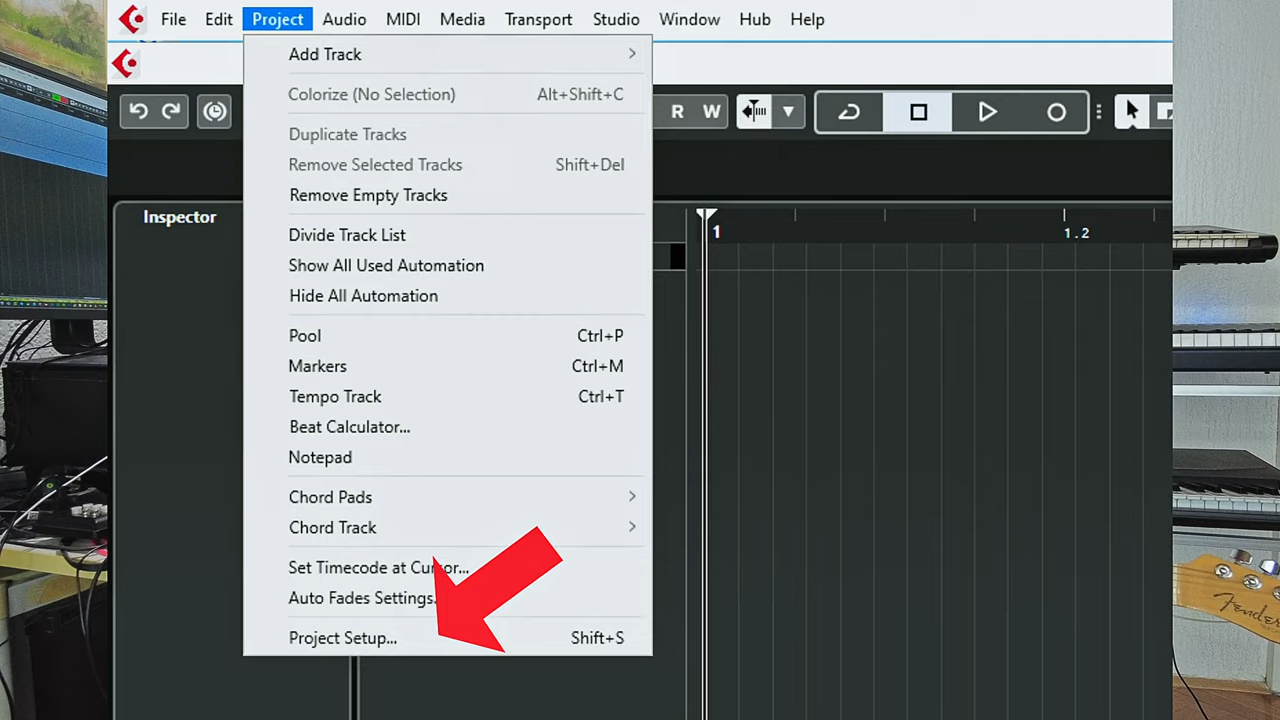 File Edit Project Audio MIDI Media Transport Studio Window Hub Help
Add Track
Colorize (No Selection) Alt+Shift+C
R W
Duplicate Tracks
Remove Selected Tracks Shift+Del
Remove Empty Tracks
Inspector
1
1.2
Divide Track List
Show All Used Automation
Hide All Automation
Pool Ctrl+P
Markers Ctrl+M
Tempo Track Ctrl+T
Beat Calculator...
Notepad
Chord Pads
Chord Track
Set Timecode at Cursor...
Auto Fades Settings.
Project Setup... Shift+S
Fender